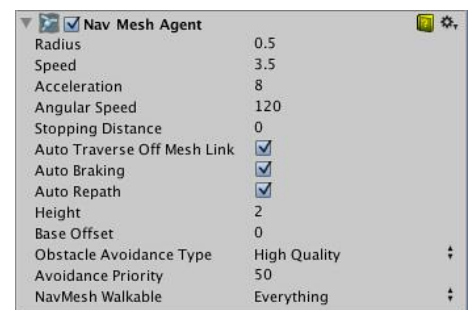 Nav Mesh Agent
Radius 0.5
Speed 3.5
Acceleration 8
Angular Speed 120
Stopping Distance 0
Auto Traverse Off Mesh Link
Auto Braking
Auto Repath
Height 2
Base Offset 0
Obstacle Avoidance Type High Quality
Avoidance Priority 50
NavMesh Walkable Everything